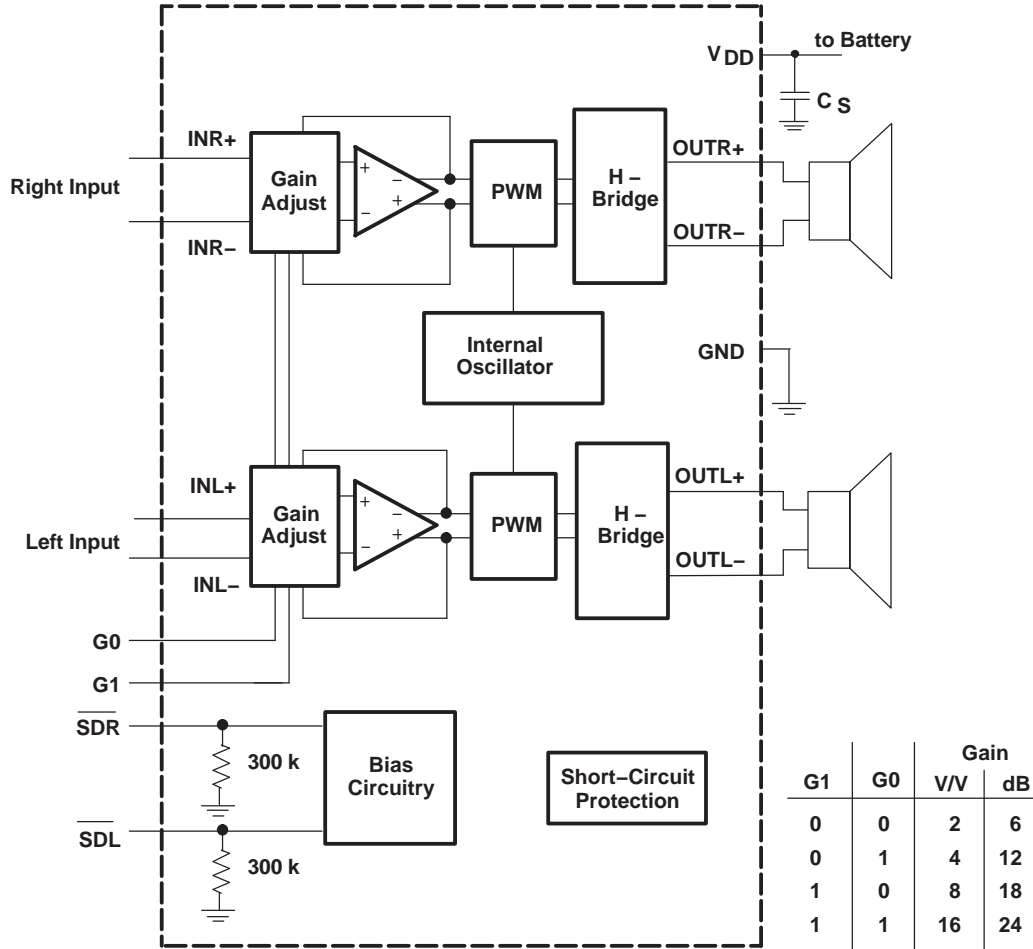 to Battery
V DD
C S
INR+
Right Input
INR−
Gain
Adjust
+
−
−
+
PWM
H −
Bridge
OUTR+
OUTR−
Internal
Oscillator
GND
INL+
Left Input
INL−
Gain
Adjust
+
−
−
+
PWM
H −
Bridge
OUTL+
OUTL−
G0
G1
SDR
300 k
SDL
300 k
Bias
Circuitry
Short−Circuit
Protection
Gain
G1 G0 V/V dB
0 0 2 6
0 1 4 12
1 0 8 18
1 1 16 24